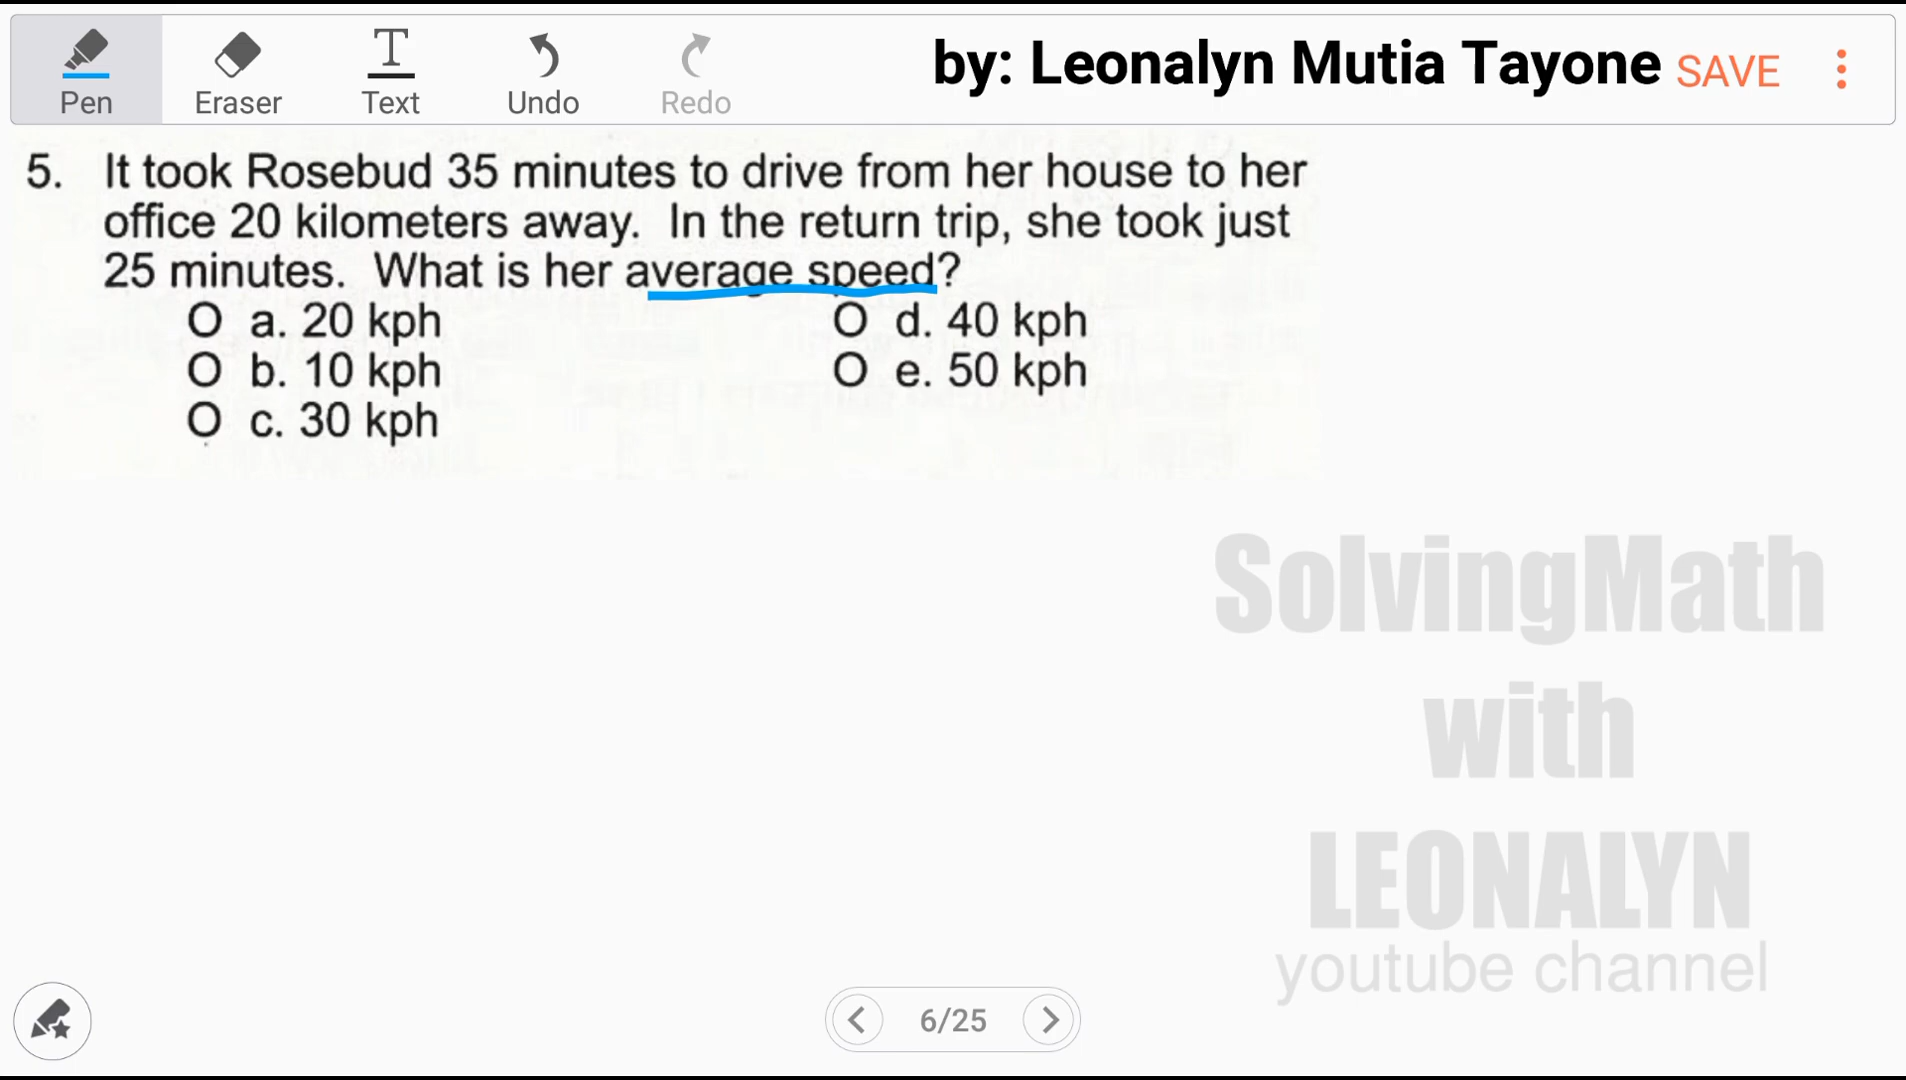 Pen
Eraser
Text
Undo
Redo
by: Leonalyn Mutia Tayone
SAVE
5. It took Rosebud 35 minutes to drive from her house to her
office 20 kilometers away. In the return trip, she took just
25 minutes. What is her average speed?
O a. 20 kph
O d. 40 kph
O b. 10 kph
O e. 50 kph
O c. 30 kph
SolvingMath
with
LEONALYN
youtube channel
6/25